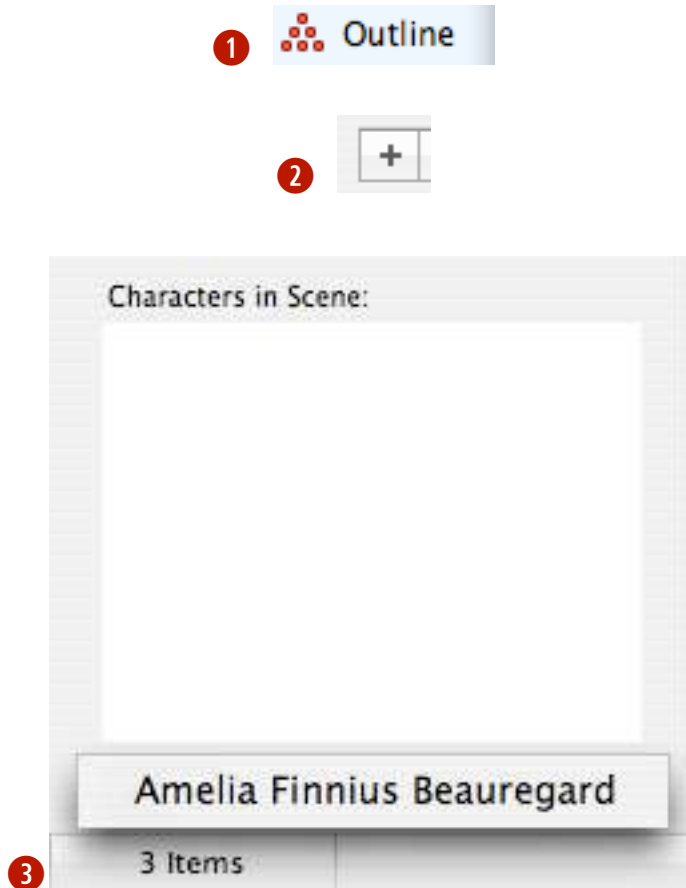 1 Outline
2 +
Characters in Scene:
Amelia Finnius Beauregard
3 3 Items